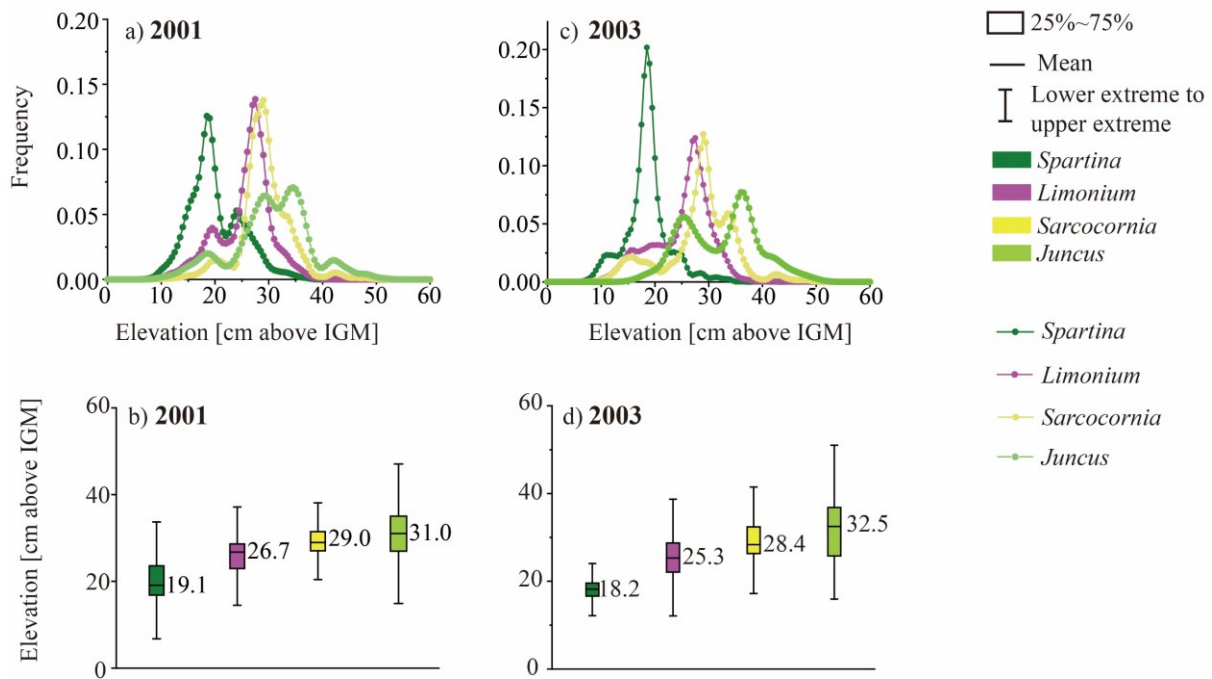 a) 2001
0.20
0.15
0.10
0.05
0.00
Frequency
0 10 20 30 40 50 60
Elevation [cm above IGM]
c) 2003
0.20
0.15
0.10
0.05
0.00
0 10 20 30 40 50 60
Elevation [cm above IGM]
25%~75%
Mean
Lower extreme to
upper extreme
Spartina
Limonium
Sarcocornia
Juncus
Spartina
Limonium
Sarcocornia
Juncus
b) 2001
60
40
20
0
Elevation [cm above IGM]
19.1
26.7
29.0
31.0
d) 2003
60
40
20
0
18.2
25.3
28.4
32.5